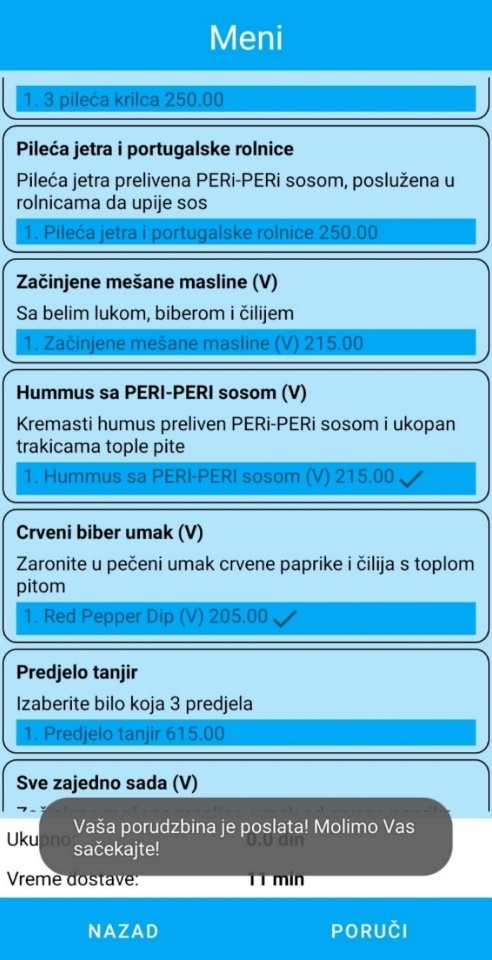 Meni
1. 3 pileća krilca 250.00
Pileća jetra i portugalske rolnice
Pileća jetra prelivena PERi-PERi sosom, poslužena u
rolnicama da upije sos
1. Pileća jetra i portugalske rolnice 250.00
Začinjene mešane masline (V)
Sa belim lukom, biberom i čilijem
1. Začinjene mešane masline (V) 215.00
Hummus sa PERI-PERI sosom (V)
Kremasti humus preliven PERi-PERi sosom i ukopan
trakicama tople pite
1. Hummus sa PERI-PERI sosom (V) 215.00
Crveni biber umak (V)
Zaronite u pečeni umak crvene paprike i čilija s toplom
pitom
1. Red Pepper Dip (V) 205.00
Predjelo tanjir
Izaberite bilo koja 3 predjela
1. Predjelo tanjir 615.00
Sve zajedno sada (V)
Vaša porudzbina je poslata! Molimo Vas
sačekajte!
Ukupno: 0.0 din
Vreme dostave: 11 min
NAZAD PORUČI